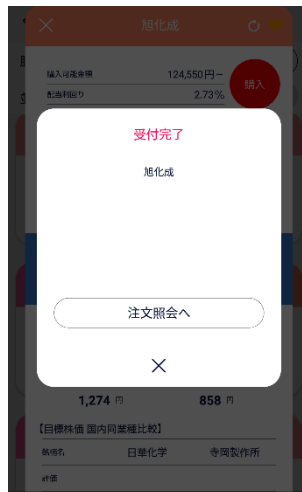 旭化成
購入可能金額 124,550円~
配当利回り 2.73%
購入
受付完了
旭化成
注文照会へ
1,274 円 858 円
【目標株価 国内同業種比較】
銘柄名 日華化学 寺岡製作所
評価